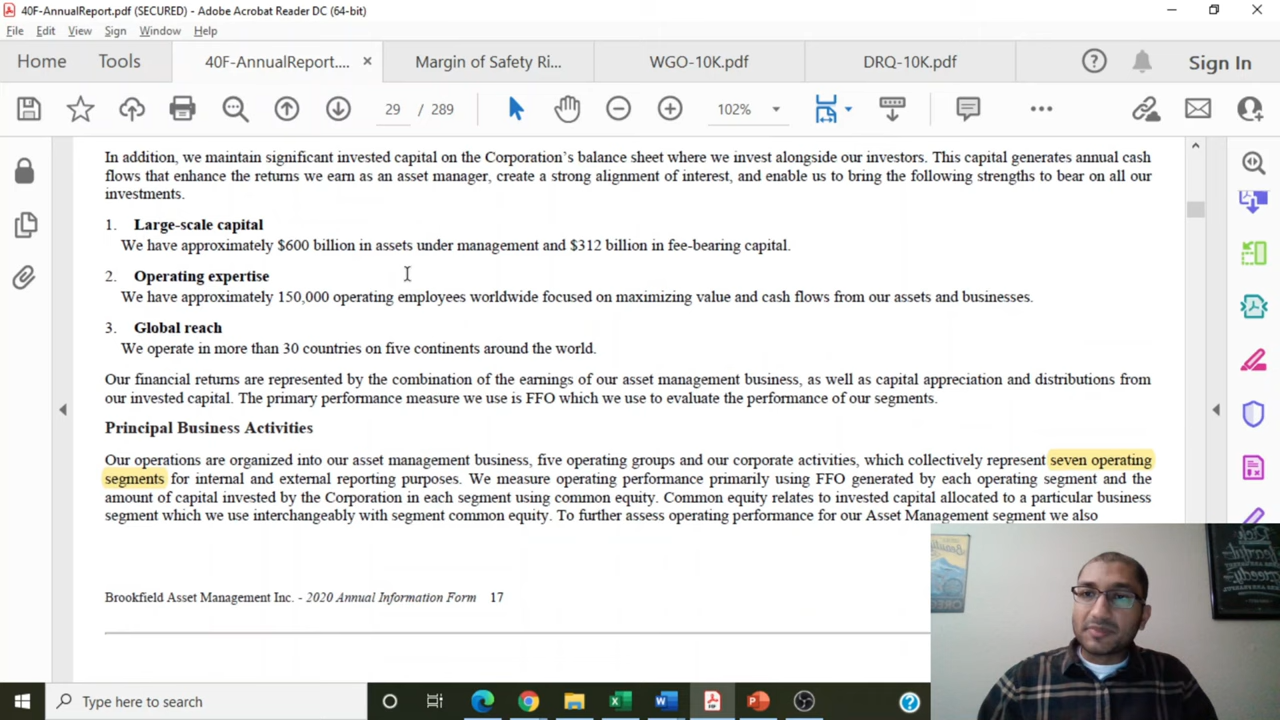 40F-AnnualReport.pdf (SECURED) - Adobe Acrobat Reader DC (64-bit)
File Edit View Sign Window Help
Home Tools 40F-AnnualReport.... × Margin of Safety Ri... WGO-10K.pdf DRQ-10K.pdf Sign In
29 / 289 102%
In addition, we maintain significant invested capital on the Corporation's balance sheet where we invest alongside our investors. This capital generates annual cash
flows that enhance the returns we earn as an asset manager, create a strong alignment of interest, and enable us to bring the following strengths to bear on all our
investments.
1. Large-scale capital
We have approximately $600 billion in assets under management and $312 billion in fee-bearing capital.
2. Operating expertise
We have approximately 150,000 operating employees worldwide focused on maximizing value and cash flows from our assets and businesses.
3. Global reach
We operate in more than 30 countries on five continents around the world.
Our financial returns are represented by the combination of the earnings of our asset management business, as well as capital appreciation and distributions from
our invested capital. The primary performance measure we use is FFO which we use to evaluate the performance of our segments.
Principal Business Activities
Our operations are organized into our asset management business, five operating groups and our corporate activities, which collectively represent seven operating
segments for internal and external reporting purposes. We measure operating performance primarily using FFO generated by each operating segment and the
amount of capital invested by the Corporation in each segment using common equity. Common equity relates to invested capital allocated to a particular business
segment which we use interchangeably with segment common equity. To further assess operating performance for our Asset Management segment we also
Brookfield Asset Management Inc. - 2020 Annual Information Form 17
OREGON
Type here to search